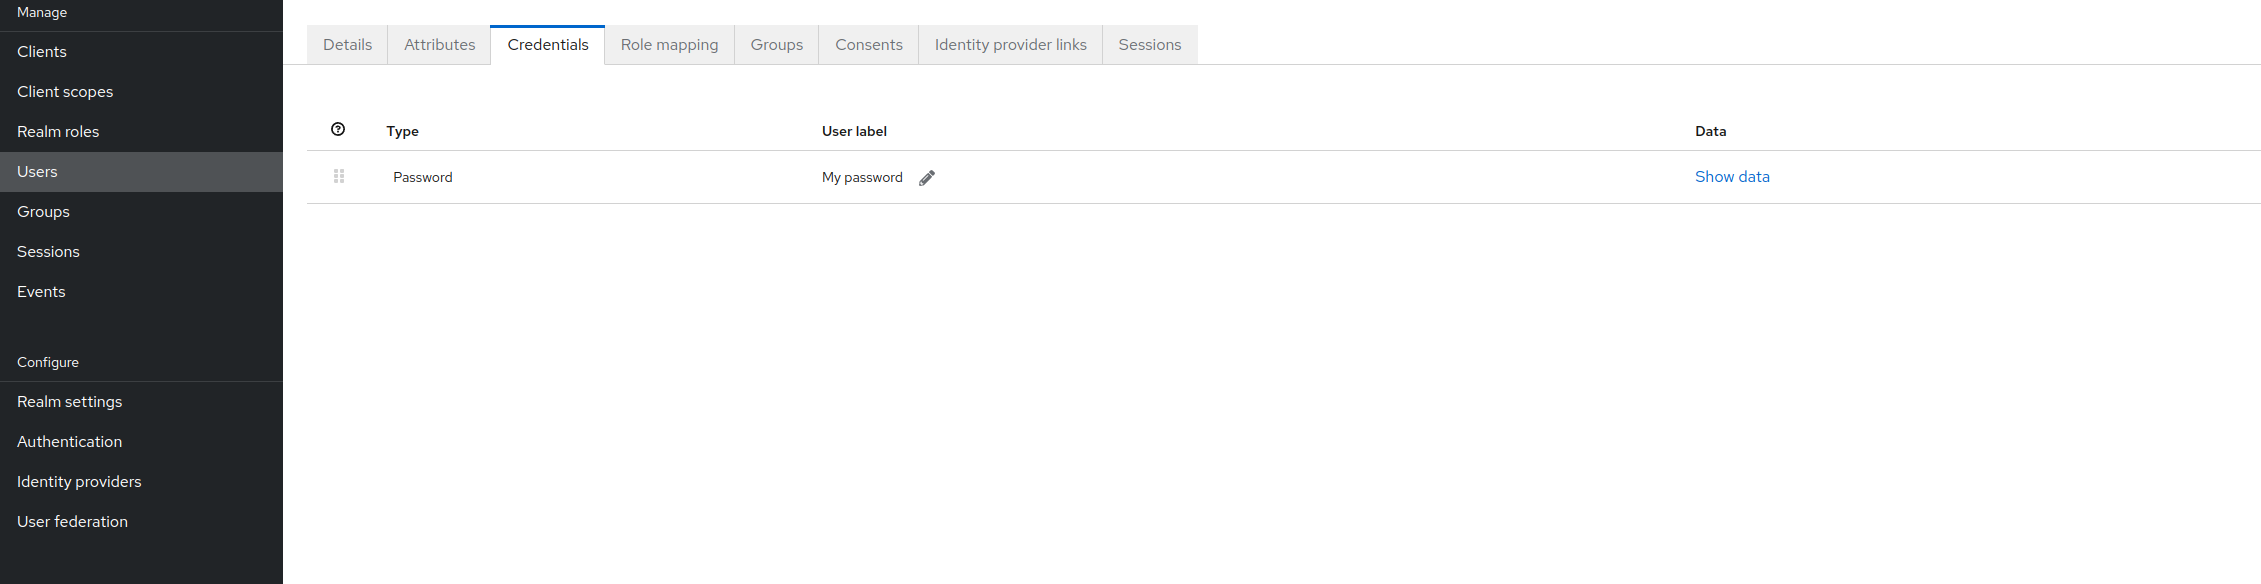 Manage
Clients
Client scopes
Realm roles
Users
Groups
Sessions
Events
Configure
Realm settings
Authentication
Identity providers
User federation
Details Attributes Credentials Role mapping Groups Consents Identity provider links Sessions
Type User label Data
Password My password Show data